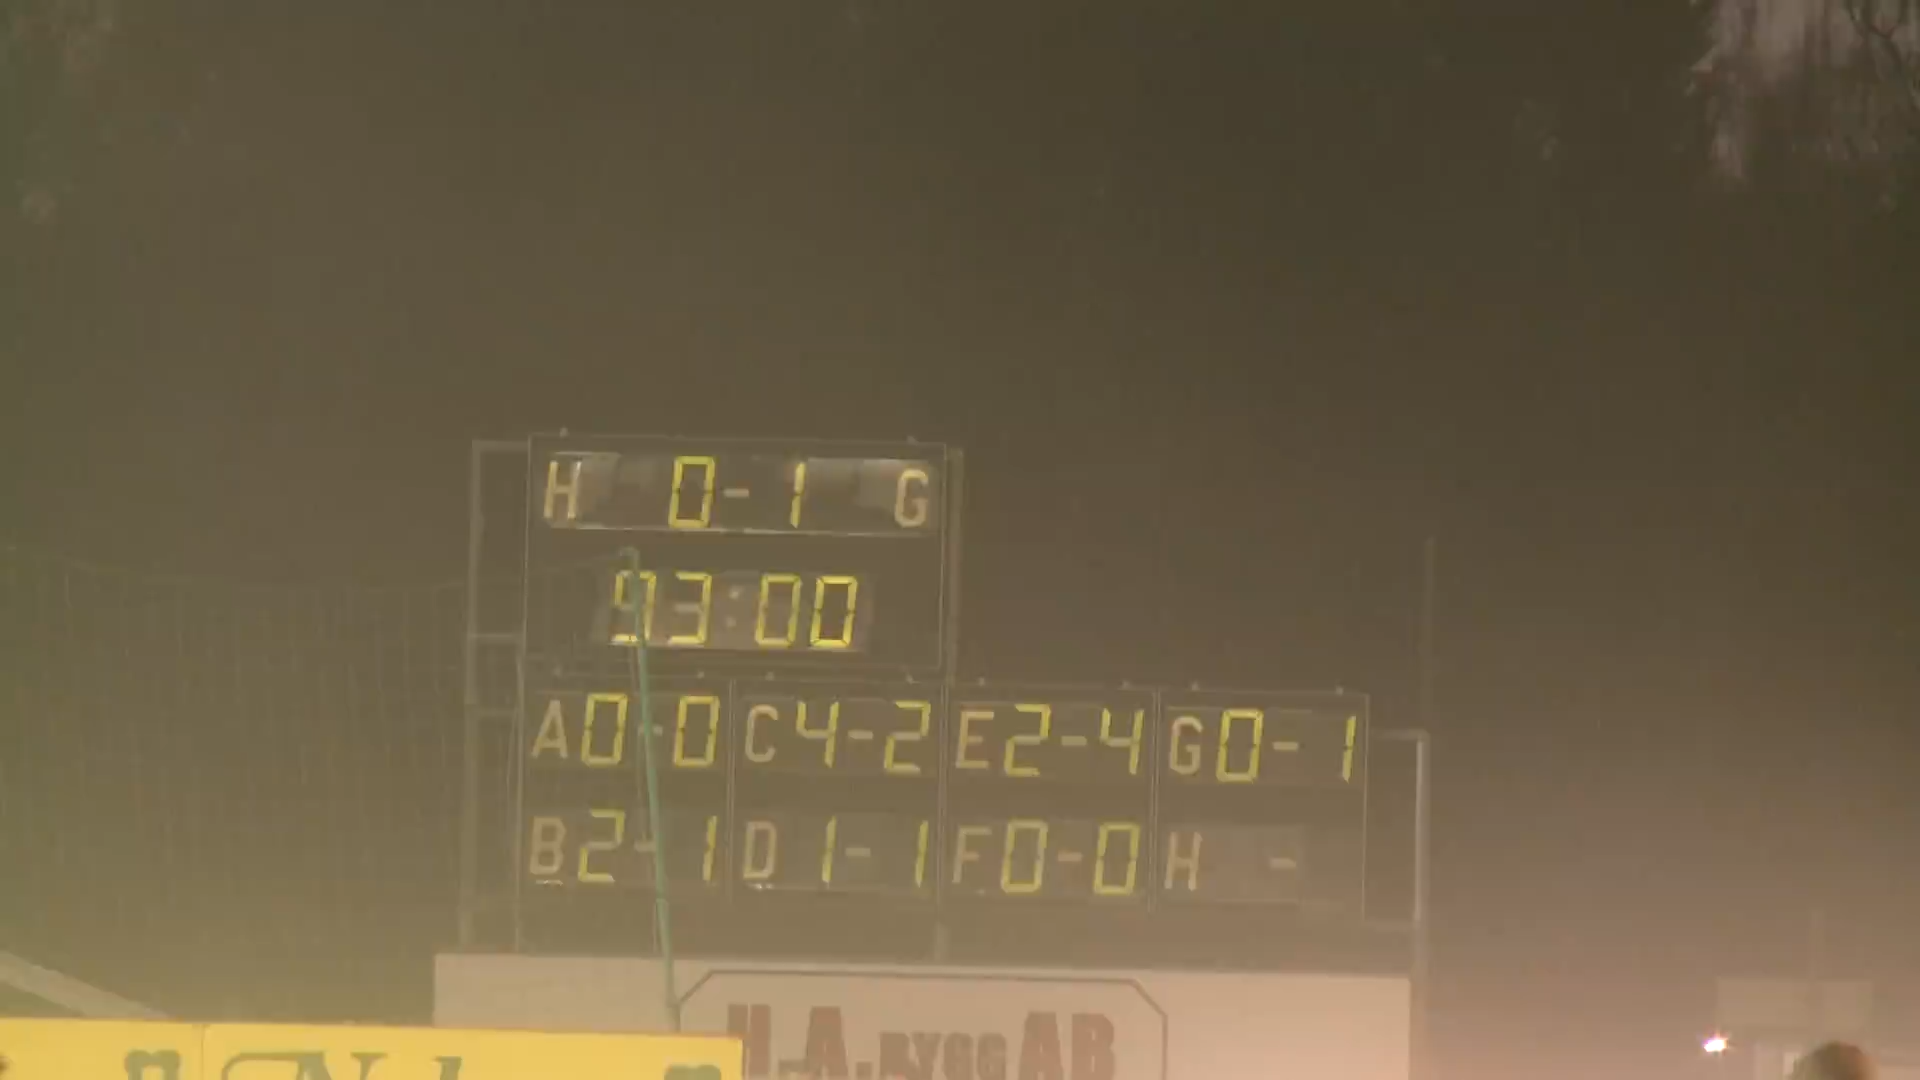 H 0-1 G
93:00
A 0-0 C 4-2 E 2-4 G 0-1
B 2-1 D 1-1 F 0-0 H -
H.A. BYGG AB